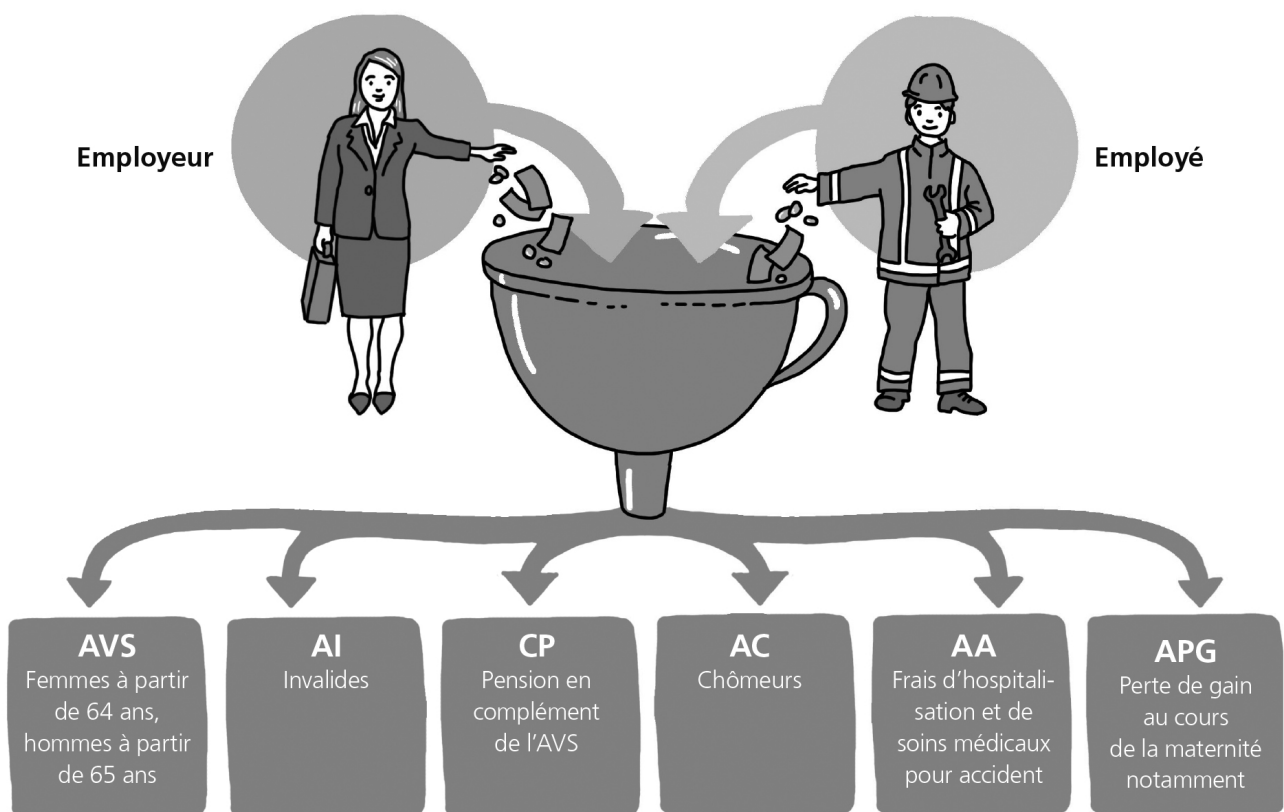 Employeur
Employé
AVS
Femmes à partir
de 64 ans,
hommes à partir
de 65 ans
AI
Invalides
CP
Pension en
complément
de l’AVS
AC
Chômeurs
AA
Frais d’hospitali-
sation et de
soins médicaux
pour accident
APG
Perte de gain
au cours
de la maternité
notamment